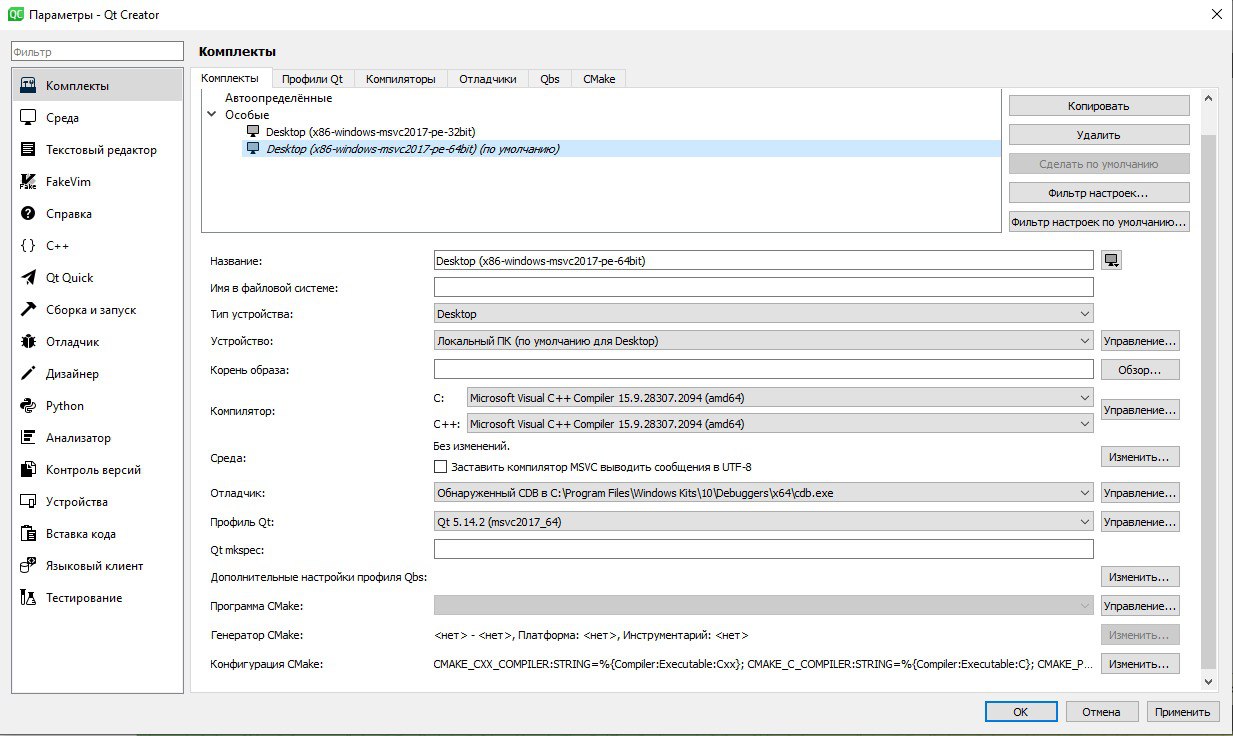 Параметры - Qt Creator
Фильтр
Комплекты
Среда
Текстовый редактор
FakeVim
Справка
C++
Qt Quick
Сборка и запуск
Отладчик
Дизайнер
Python
Анализатор
Контроль версий
Устройства
Вставка кода
Языковый клиент
Тестирование
Комплекты
Комплекты Профили Qt Компиляторы Отладчики Qbs CMake
Автоопределённые
Особые
Desktop (x86-windows-msvc2017-pe-32bit)
Desktop (x86-windows-msvc2017-pe-64bit) (по умолчанию)
Копировать
Удалить
Сделать по умолчанию
Фильтр настроек...
Фильтр настроек по умолчанию...
Название: Desktop (x86-windows-msvc2017-pe-64bit)
Имя в файловой системе:
Тип устройства: Desktop
Устройство: Локальный ПК (по умолчанию для Desktop) Управление...
Корень образа: Обзор...
Компилятор: C: Microsoft Visual C++ Compiler 15.9.28307.2094 (amd64) Управление...
C++: Microsoft Visual C++ Compiler 15.9.28307.2094 (amd64)
Среда: Без изменений. Изменить...
Заставить компилятор MSVC выводить сообщения в UTF-8
Отладчик: Обнаруженный CDB в C:\Program Files\Windows Kits\10\Debuggers\x64\cdb.exe Управление...
Профиль Qt: Qt 5.14.2 (msvc2017_64) Управление...
Qt mkspec:
Дополнительные настройки профиля Qbs: Изменить...
Программа CMake: Управление...
Генератор CMake: <нет> - <нет>, Платформа: <нет>, Инструментарий: <нет> Изменить...
Конфигурация CMake: CMAKE_CXX_COMPILER:STRING=%{Compiler:Executable:Cxx}; CMAKE_C_COMPILER:STRING=%{Compiler:Executable:C}; CMAKE_P... Изменить...
OK Отмена Применить